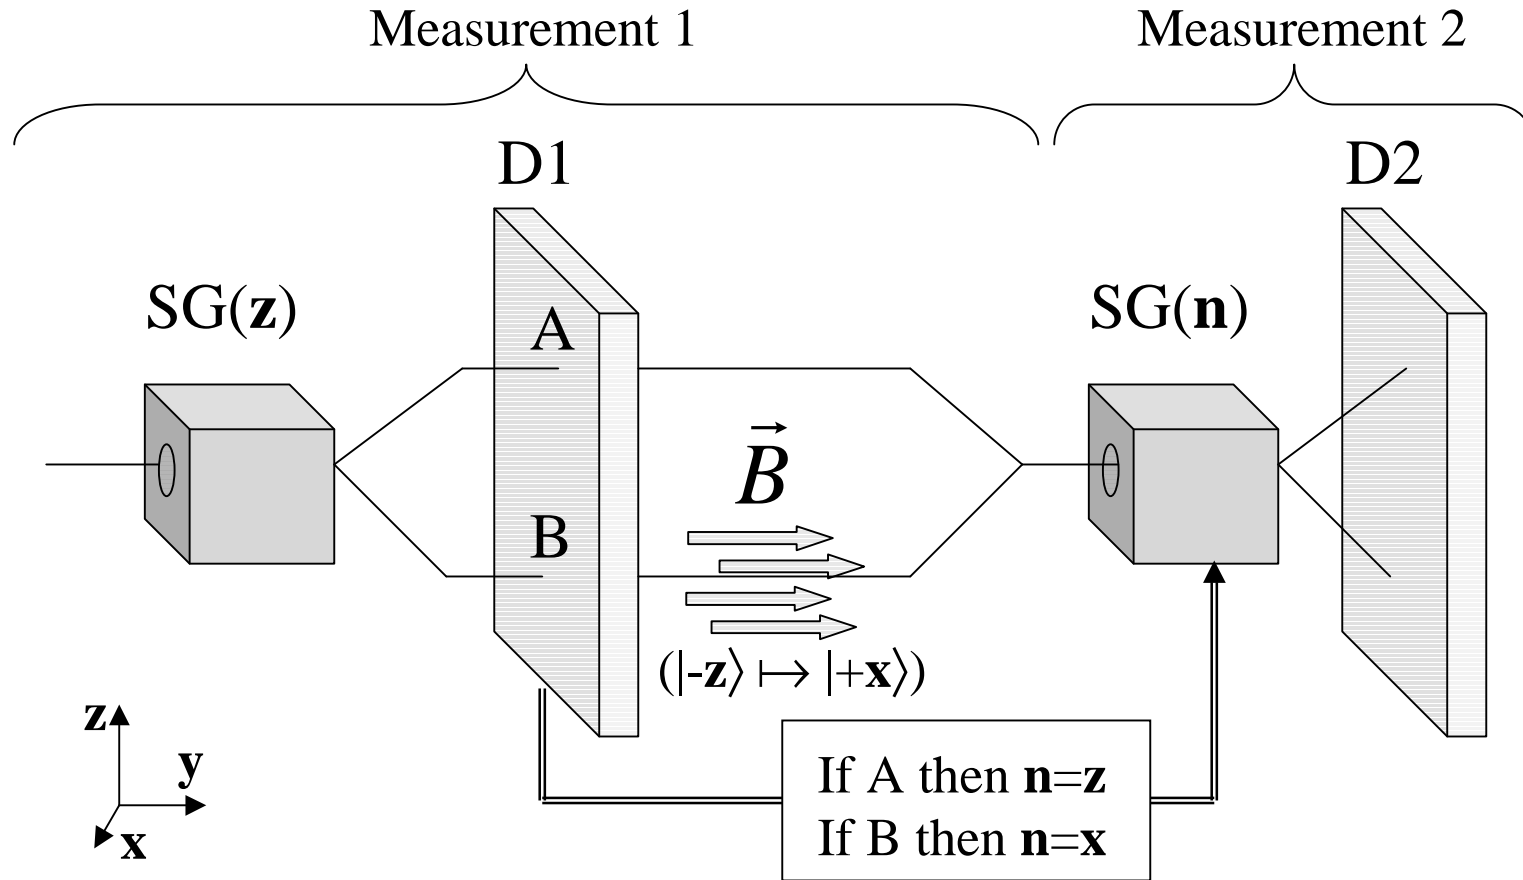 Measurement 1
Measurement 2
D1
D2
SG(z)
SG(n)
A
B
B⃗
(|-z⟩ ↦ |+x⟩)
z
y
x
If A then n=z
If B then n=x